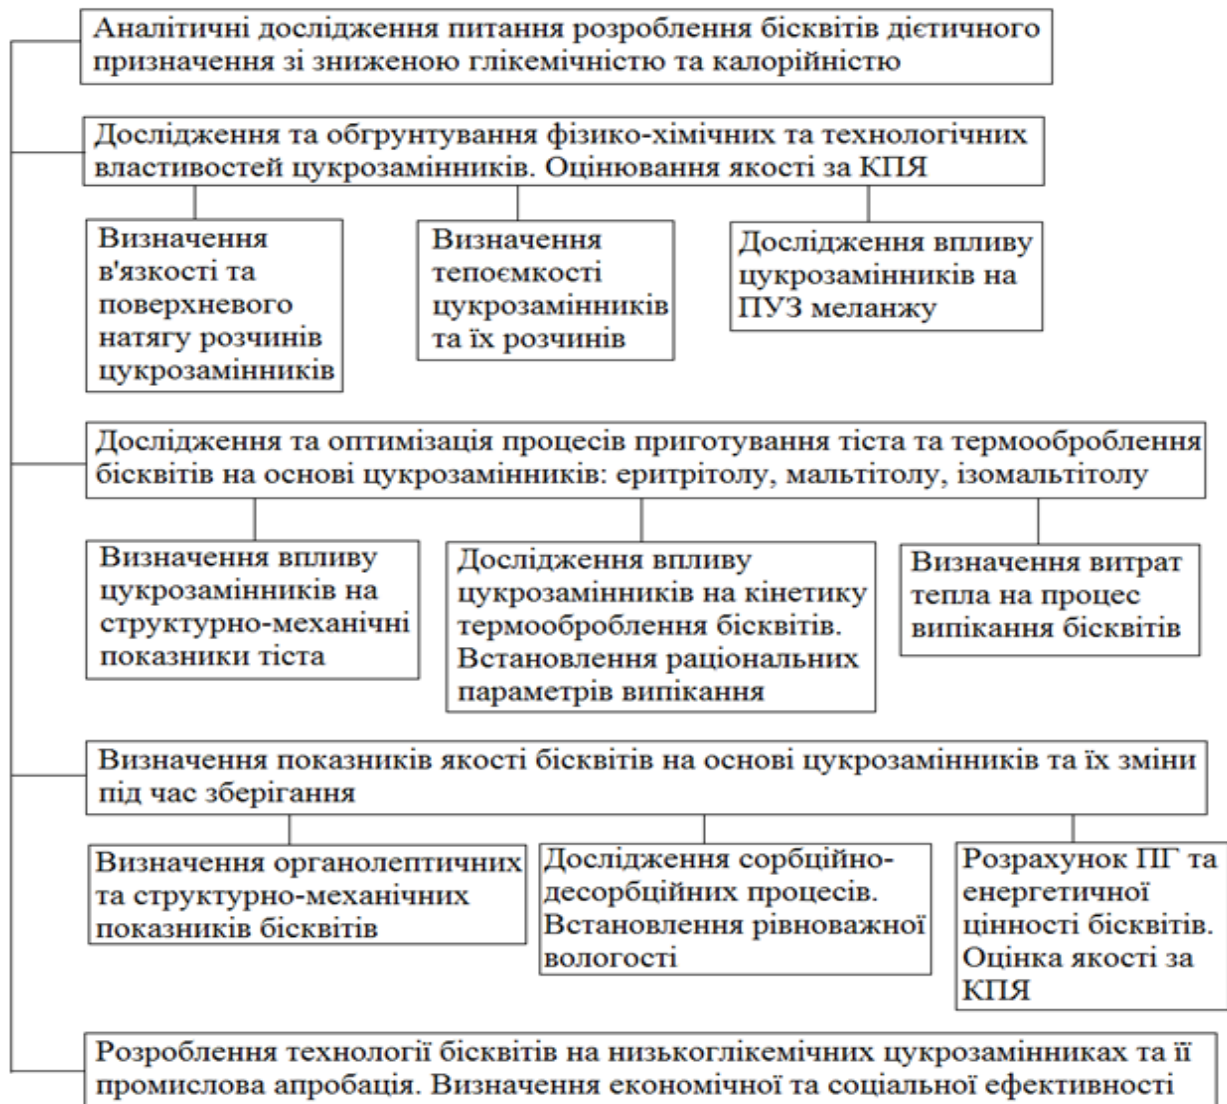 Аналітичні дослідження питання розроблення бісквітів дієтичного
призначення зі зниженою глікемічністю та калорійністю
Дослідження та обгрунтування фізико-хімічних та технологічних
властивостей цукрозамінників. Оцінювання якості за КПЯ
Визначення
в'язкості та
поверхневого
натягу розчинів
цукрозамінників
Визначення
тепоємкості
цукрозамінників
та їх розчинів
Дослідження впливу
цукрозамінників на
ПУЗ меланжу
Дослідження та оптимізація процесів приготування тіста та термооброблення
бісквітів на основі цукрозамінників: еритрітолу, мальтітолу, ізомальтітолу
Визначення впливу
цукрозамінників на
структурно-механічні
показники тіста
Дослідження впливу
цукрозамінників на кінетику
термооброблення бісквітів.
Встановлення раціональних
параметрів випікання
Визначення витрат
тепла на процес
випікання бісквітів
Визначення показників якості бісквітів на основі цукрозамінників та їх зміни
під час зберігання
Визначення органолептичних
та структурно-механічних
показників бісквітів
Дослідження сорбційно-
десорбційних процесів.
Встановлення рівноважної
вологості
Розрахунок ПГ та
енергетичної
цінності бісквітів.
Оцінка якості за
КПЯ
Розроблення технології бісквітів на низькоглікемічних цукрозамінниках та її
промислова апробація. Визначення економічної та соціальної ефективності